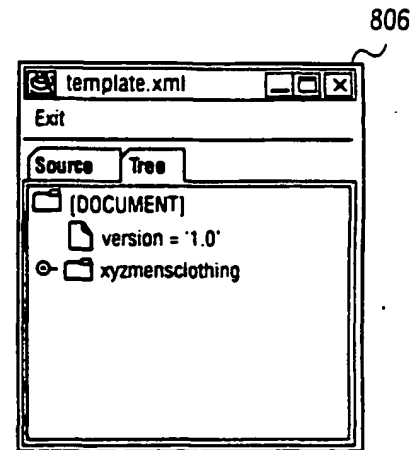 806
template.xml
Exit
Source Tree
[DOCUMENT]
version = '1.0'
xyzmensclothing